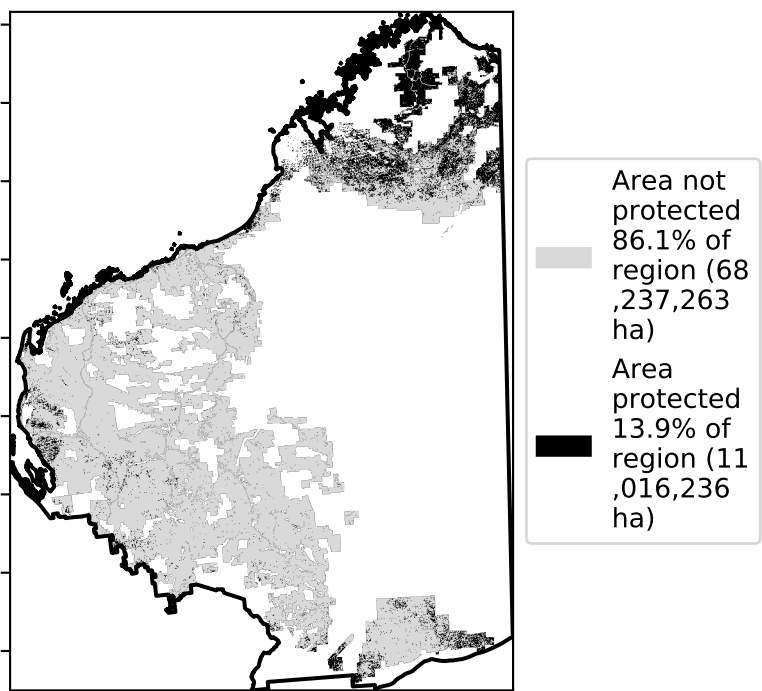 Area not
protected
86.1% of
region (68
,237,263
ha)
Area
protected
13.9% of
region (11
,016,236
ha)